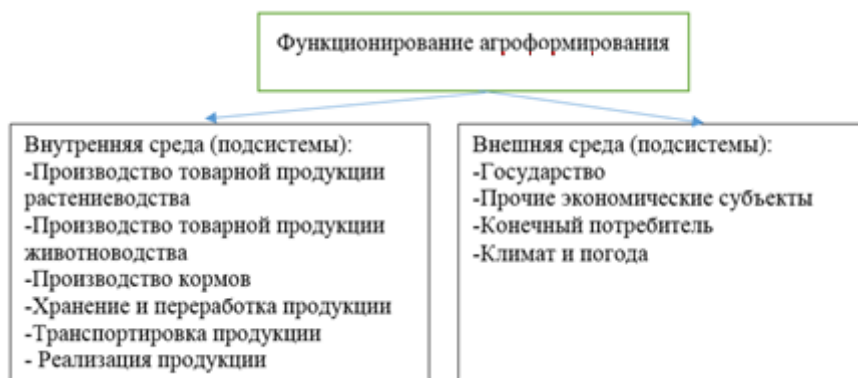 Функционирование агроформирования
Внутренняя среда (подсистемы):
-Производство товарной продукции
растениеводства
-Производство товарной продукции
животноводства
-Производство кормов
-Хранение и переработка продукции
-Транспортировка продукции
- Реализация продукции
Внешняя среда (подсистемы):
-Государство
-Прочие экономические субъекты
-Конечный потребитель
-Климат и погода